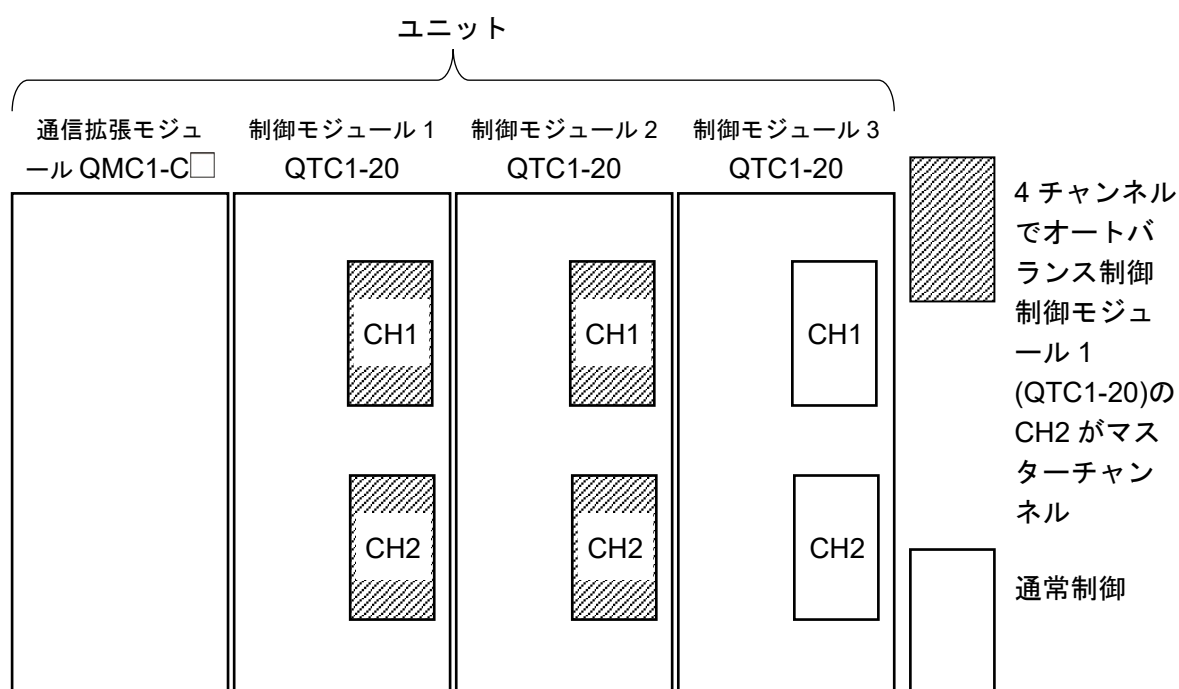 ユニット
通信拡張モジュ
ール QMC1-C□
制御モジュール 1
QTC1-20
制御モジュール 2
QTC1-20
制御モジュール 3
QTC1-20
CH1
CH1
CH1
CH2
CH2
CH2
4 チャンネル
でオートバ
ランス制御
制御モジュ
ール 1
(QTC1-20)の
CH2 がマス
ターチャン
ネル
通常制御